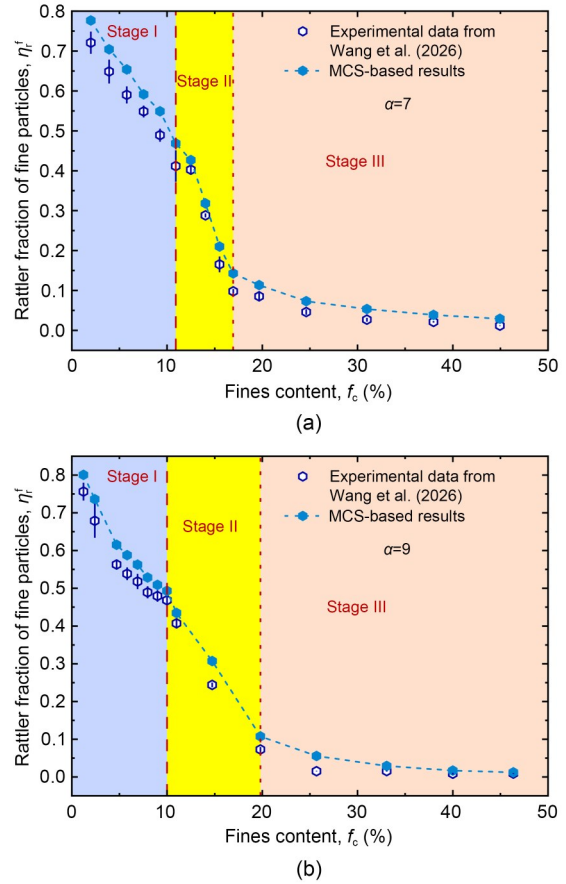 0.8
0.7
0.6
0.5
0.4
0.3
0.2
0.1
0.0
Rattler fraction of fine particles, ηᵣᶠ
Stage I
Stage II
Stage III
Experimental data from
Wang et al. (2026)
MCS-based results
α=7
0 10 20 30 40 50
Fines content, f_c (%)
(a)
0.8
0.7
0.6
0.5
0.4
0.3
0.2
0.1
0.0
Rattler fraction of fine particles, ηᵣᶠ
Stage I
Stage II
Stage III
Experimental data from
Wang et al. (2026)
MCS-based results
α=9
0 10 20 30 40 50
Fines content, f_c (%)
(b)